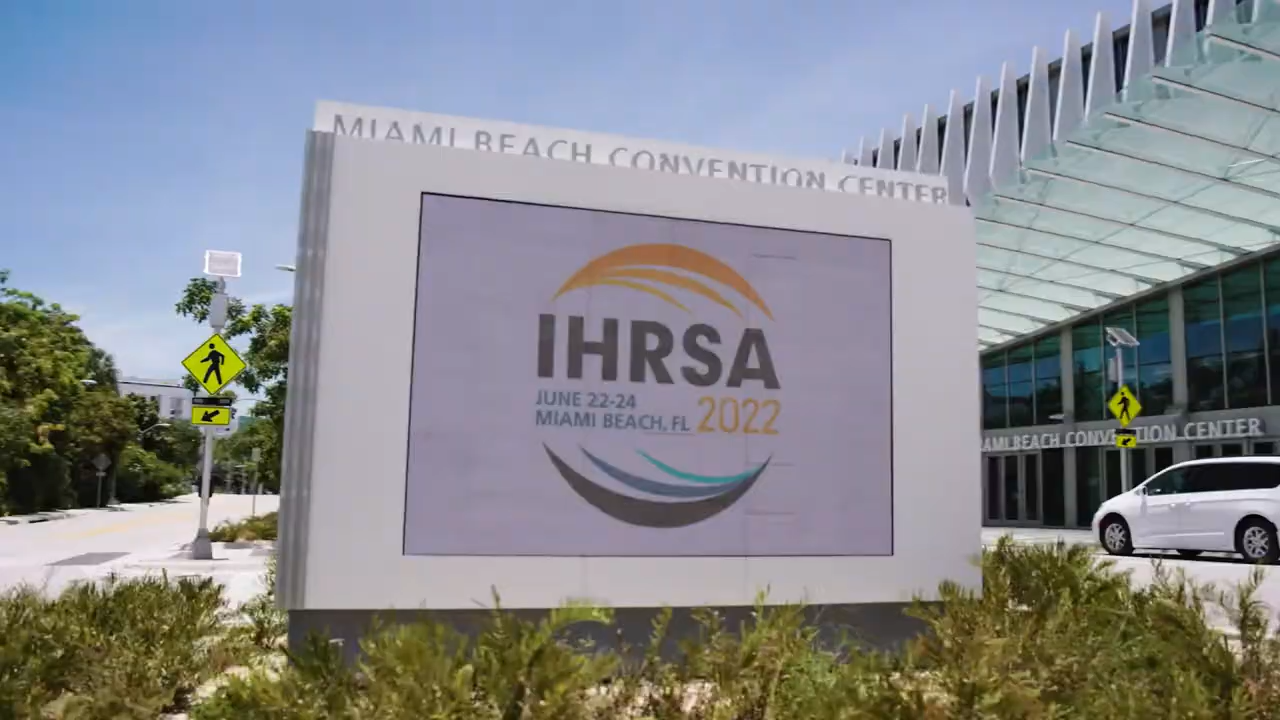 MIAMI BEACH CONVENTION CENTER
IHRSA
JUNE 22-24
MIAMI BEACH, FL
2022
MIAMI BEACH CONVENTION CENTER